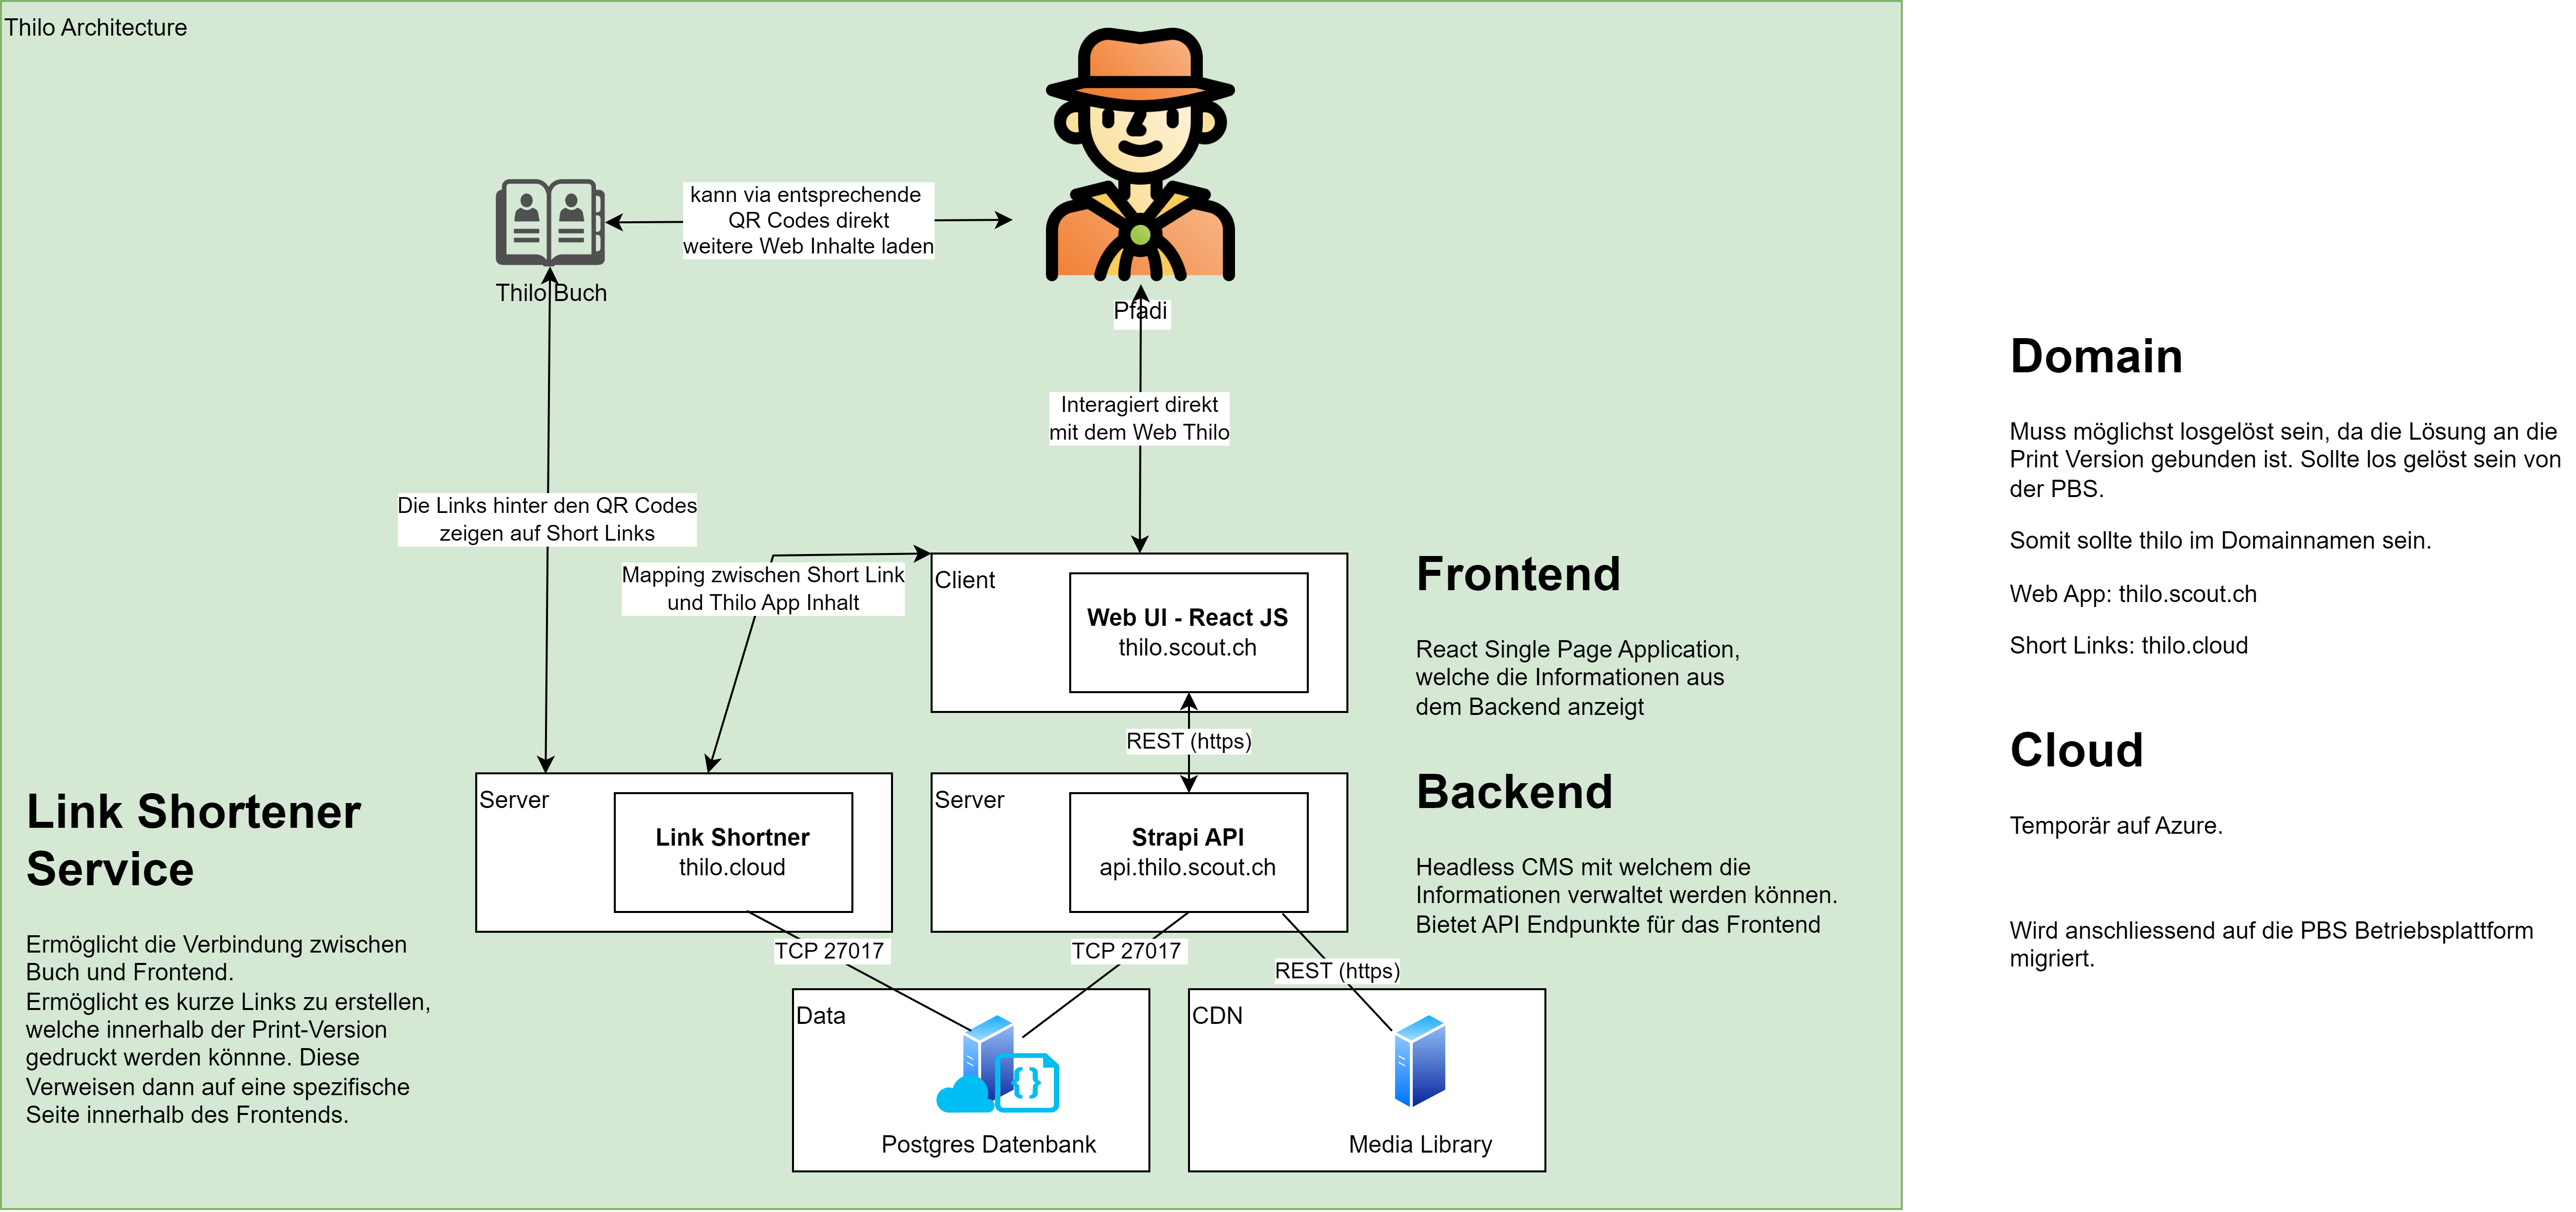 Thilo Architecture
kann via entsprechende
QR Codes direkt
weitere Web Inhalte laden
Thilo Buch
Pfadi
Interagiert direkt
mit dem Web Thilo
Die Links hinter den QR Codes
zeigen auf Short Links
Mapping zwischen Short Link
und Thilo App Inhalt
Client
Web UI - React JS
thilo.scout.ch
Frontend
React Single Page Application,
welche die Informationen aus
dem Backend anzeigt
REST (https)
Link Shortener
Service
Ermöglicht die Verbindung zwischen
Buch und Frontend.
Ermöglicht es kurze Links zu erstellen,
welche innerhalb der Print-Version
gedruckt werden könnne. Diese
Verweisen dann auf eine spezifische
Seite innerhalb des Frontends.
Server
Link Shortner
thilo.cloud
Server
Strapi API
api.thilo.scout.ch
Backend
Headless CMS mit welchem die
Informationen verwaltet werden können.
Bietet API Endpunkte für das Frontend
TCP 27017
TCP 27017
REST (https)
Data
Postgres Datenbank
CDN
Media Library
Domain
Muss möglichst losgelöst sein, da die Lösung an die
Print Version gebunden ist. Sollte los gelöst sein von
der PBS.
Somit sollte thilo im Domainnamen sein.
Web App: thilo.scout.ch
Short Links: thilo.cloud
Cloud
Temporär auf Azure.
Wird anschliessend auf die PBS Betriebsplattform
migriert.